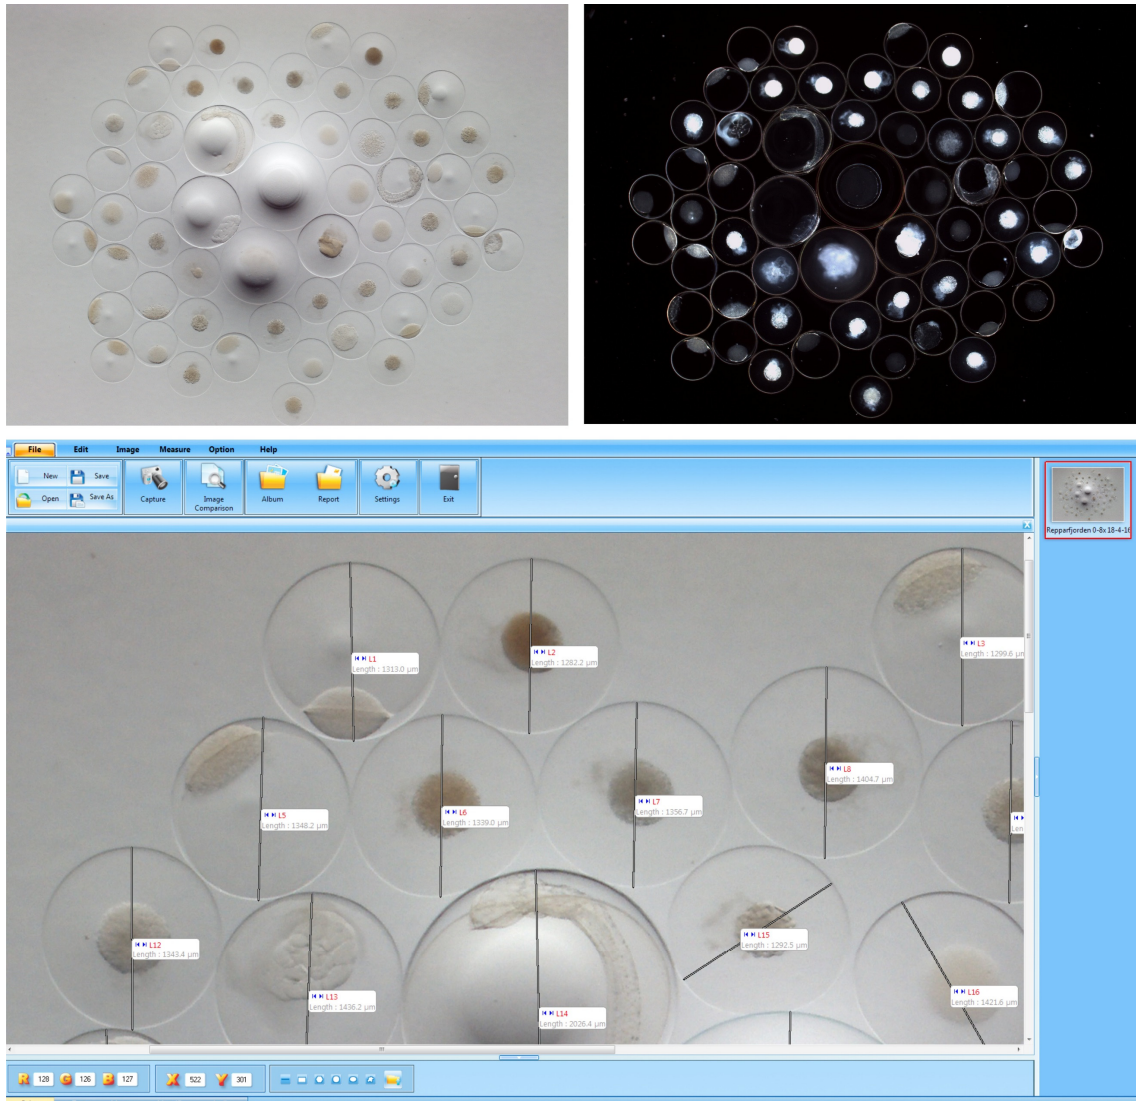 File Edit Image Measure Option Help
New Save
Open Save As
Capture
Image Comparison
Album
Report
Settings
Exit
Repparfjorden 0-8x 18-4-16
L1
Length : 1313.0 µm
L2
Length : 1282.2 µm
L3
Length : 1299.6 µm
L5
Length : 1348.2 µm
L6
Length : 1339.0 µm
L7
Length : 1356.7 µm
L8
Length : 1404.7 µm
L12
Length : 1343.4 µm
L13
Length : 1436.2 µm
L14
Length : 2026.4 µm
L15
Length : 1292.5 µm
L16
Length : 1421.6 µm
R 128 G 126 B 127 X 522 Y 301